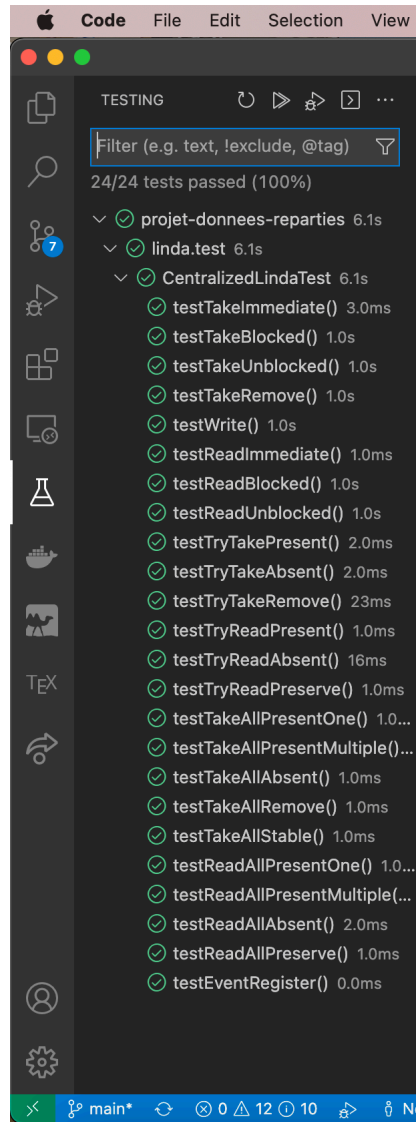 Code File Edit Selection View
TESTING
Filter (e.g. text, !exclude, @tag)
24/24 tests passed (100%)
projet-donnees-reparties 6.1s
7
linda.test 6.1s
CentralizedLindaTest 6.1s
testTakeImmediate() 3.0ms
testTakeBlocked() 1.0s
testTakeUnblocked() 1.0s
testTakeRemove() 1.0s
testWrite() 1.0s
testReadImmediate() 1.0ms
testReadBlocked() 1.0s
testReadUnblocked() 1.0s
testTryTakePresent() 2.0ms
testTryTakeAbsent() 2.0ms
testTryTakeRemove() 23ms
testTryReadPresent() 1.0ms
testTryReadAbsent() 16ms
TEX
testTryReadPreserve() 1.0ms
testTakeAllPresentOne() 1.0...
testTakeAllPresentMultiple()...
testTakeAllAbsent() 1.0ms
testTakeAllRemove() 1.0ms
testTakeAllStable() 1.0ms
testReadAllPresentOne() 1.0...
testReadAllPresentMultiple(...
testReadAllAbsent() 2.0ms
testReadAllPreserve() 1.0ms
testEventRegister() 0.0ms
main* 0 12 10